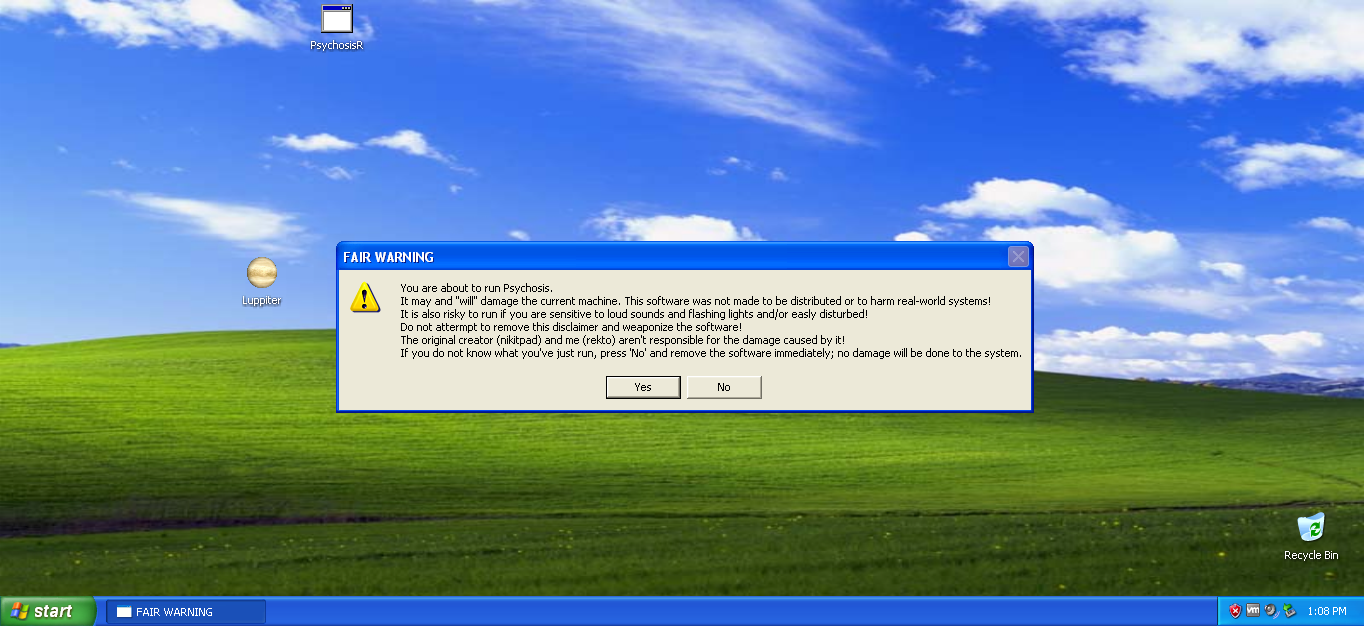 PsychosisR
Luppiter
FAIR WARNING
You are about to run Psychosis.
It may and "will" damage the current machine. This software was not made to be distributed or to harm real-world systems!
It is also risky to run if you are sensitive to loud sounds and flashing lights and/or easly disturbed!
Do not attermpt to remove this disclaimer and weaponize the software!
The original creator (nikitpad) and me (rekto) aren't responsible for the damage caused by it!
If you do not know what you've just run, press 'No' and remove the software immediately; no damage will be done to the system.
Yes
No
Recycle Bin
start
FAIR WARNING
vm
1:08 PM